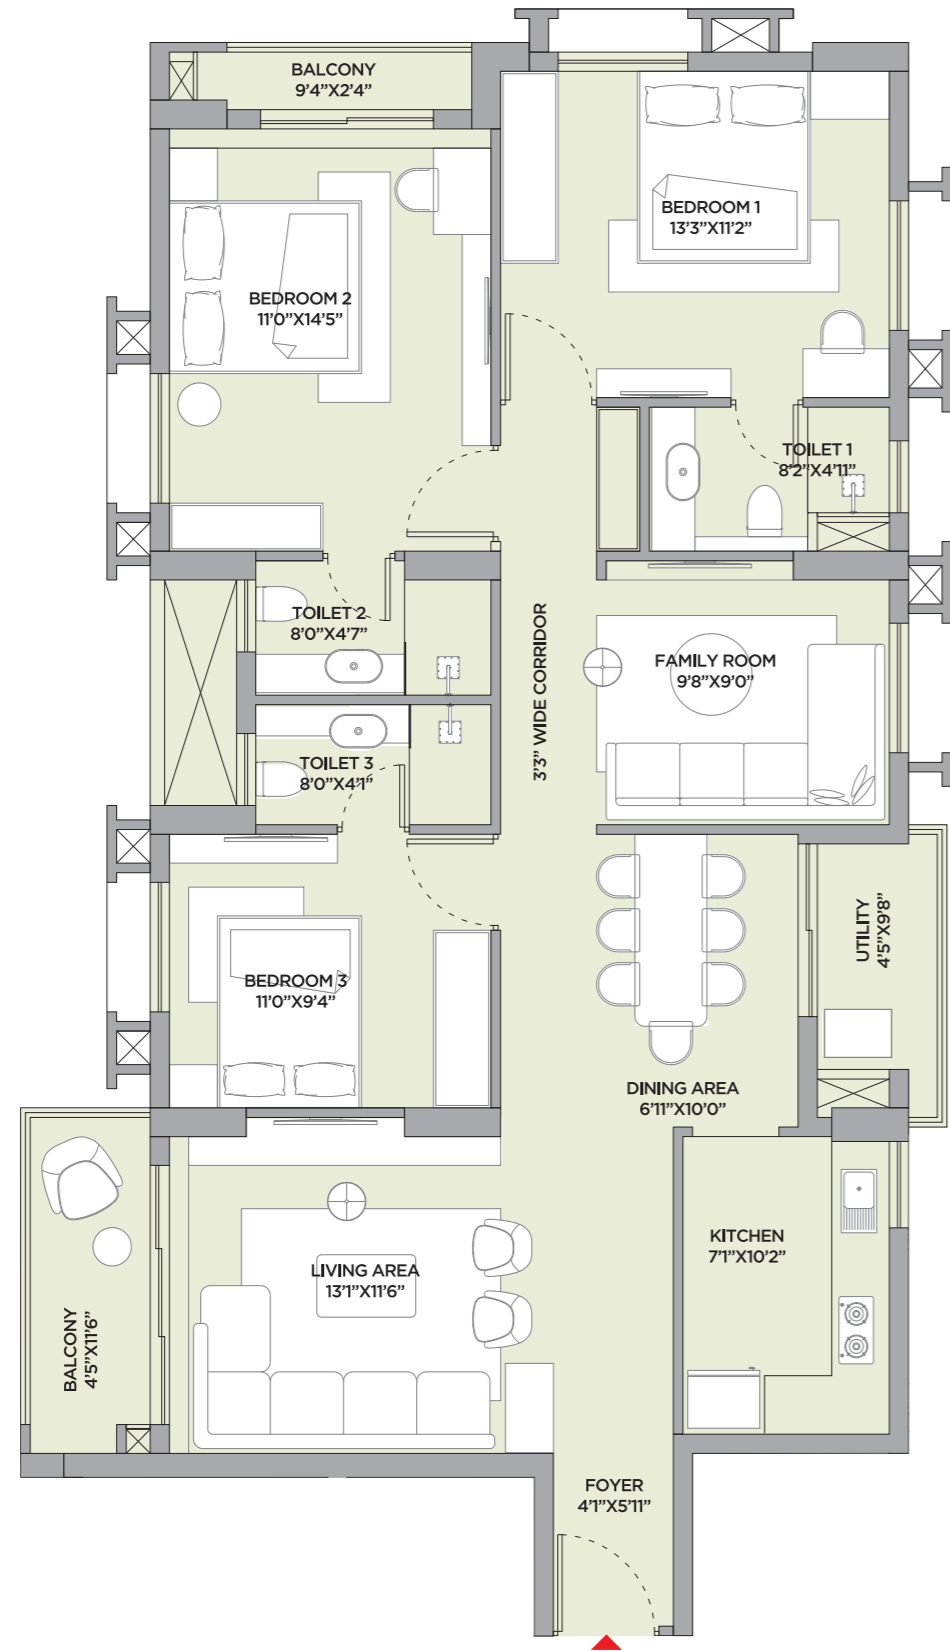 BALCONY
9'4"X2'4"
BEDROOM 1
13'3"X11'2"
BEDROOM 2
11'0"X14'5"
TOILET 1
8'2"X4'11"
TOILET 2
8'0"X4'7"
3'3" WIDE CORRIDOR
FAMILY ROOM
9'8"X9'0"
TOILET 3
8'0"X4'1"
UTILITY
4'5"X9'8"
BEDROOM 3
11'0"X9'4"
DINING AREA
6'11"X10'0"
KITCHEN
7'1"X10'2"
LIVING AREA
13'1"X11'6"
BALCONY
4'5"X11'6"
FOYER
4'1"X5'11"